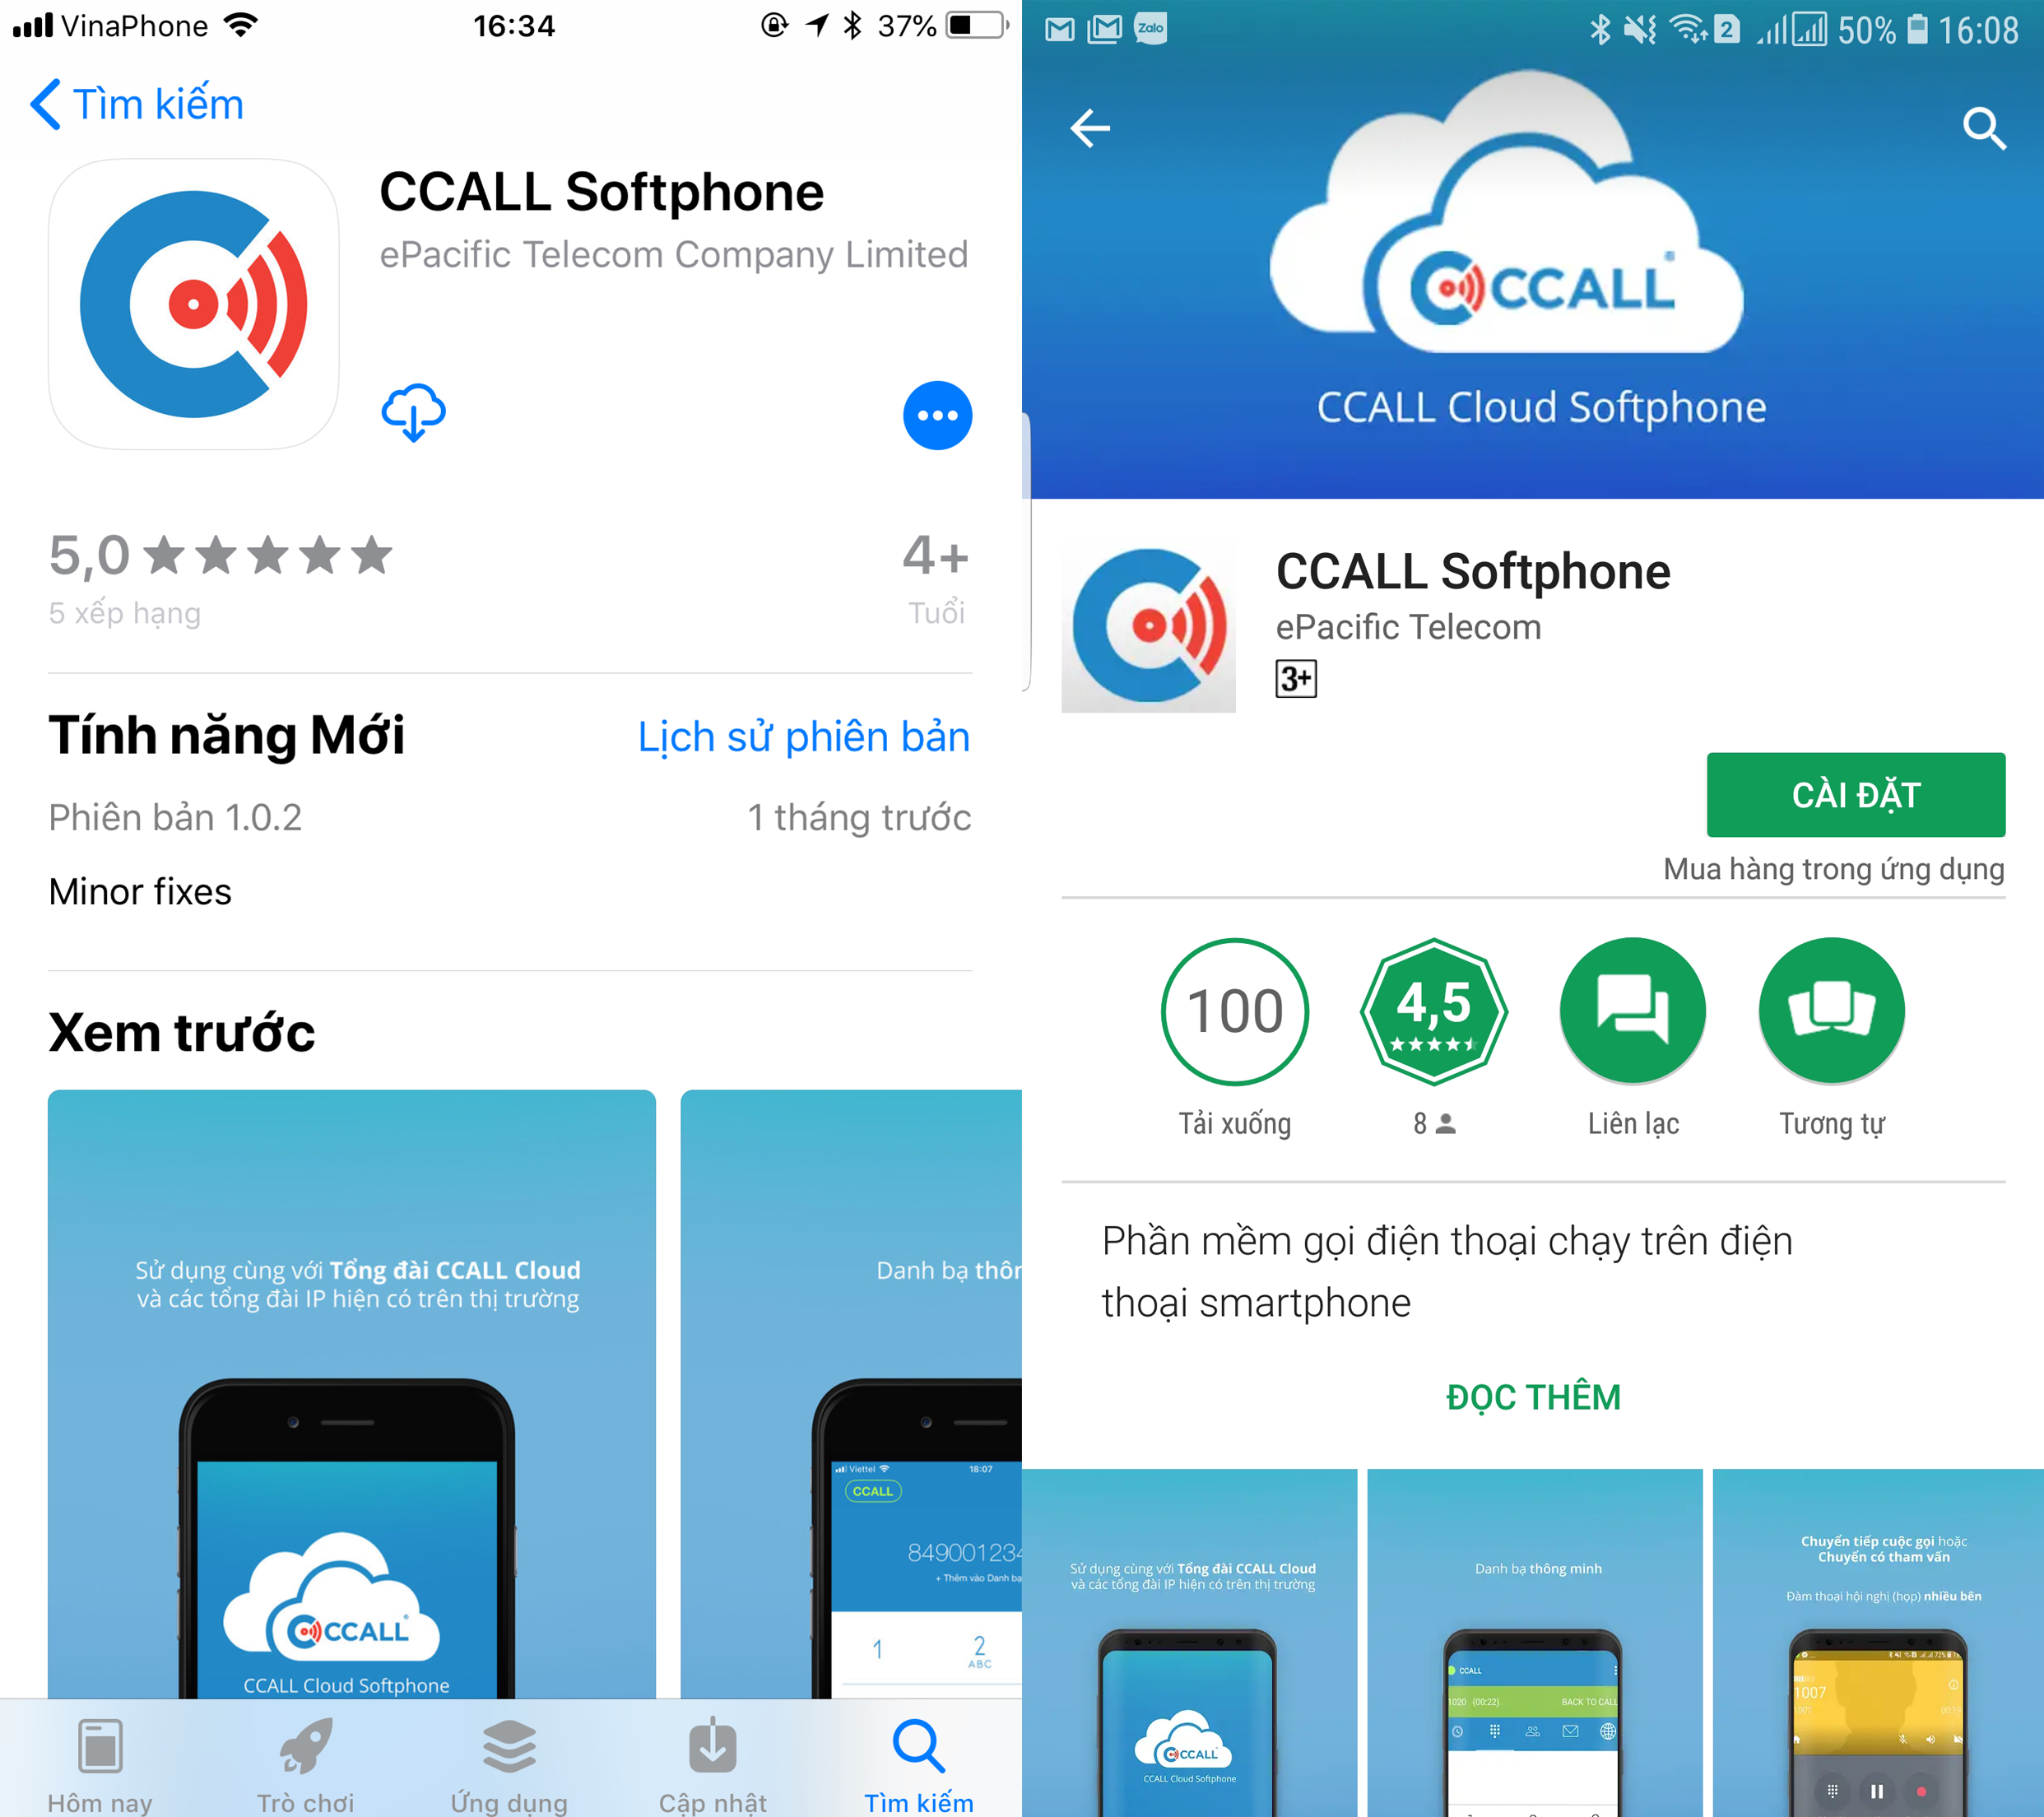 VinaPhone
16:34
37%
Tìm kiếm
CCALL Softphone
ePacific Telecom Company Limited
5,0
4+
5 xếp hạng
Tuổi
Tính năng Mới
Lịch sử phiên bản
Phiên bản 1.0.2
1 tháng trước
Minor fixes
Xem trước
Sử dụng cùng với Tổng đài CCALL Cloud
và các tổng đài IP hiện có trên thị trường
CCALL
CCALL Cloud Softphone
Danh bạ thôn
Viettel
18:07
CCALL
849001234
+ Thêm vào Danh bạ
1
2
ABC
Hôm nay
Trò chơi
Ứng dụng
Cập nhật
Tìm kiếm
Zalo
2
50%
16:08
CCALL
CCALL Cloud Softphone
CCALL Softphone
ePacific Telecom
3+
CÀI ĐẶT
Mua hàng trong ứng dụng
100
4,5
Tải xuống
8
Liên lạc
Tương tự
Phần mềm gọi điện thoại chạy trên điện
thoại smartphone
ĐỌC THÊM
Sử dụng cùng với Tổng đài CCALL Cloud
và các tổng đài IP hiện có trên thị trường
CCALL
CCALL Cloud Softphone
Danh bạ thông minh
CCALL
1020 (00:22)
BACK TO CALL
Chuyển tiếp cuộc gọi hoặc
Chuyển có tham vấn
Đàm thoại hội nghị (họp) nhiều bên
72%
1007
1007